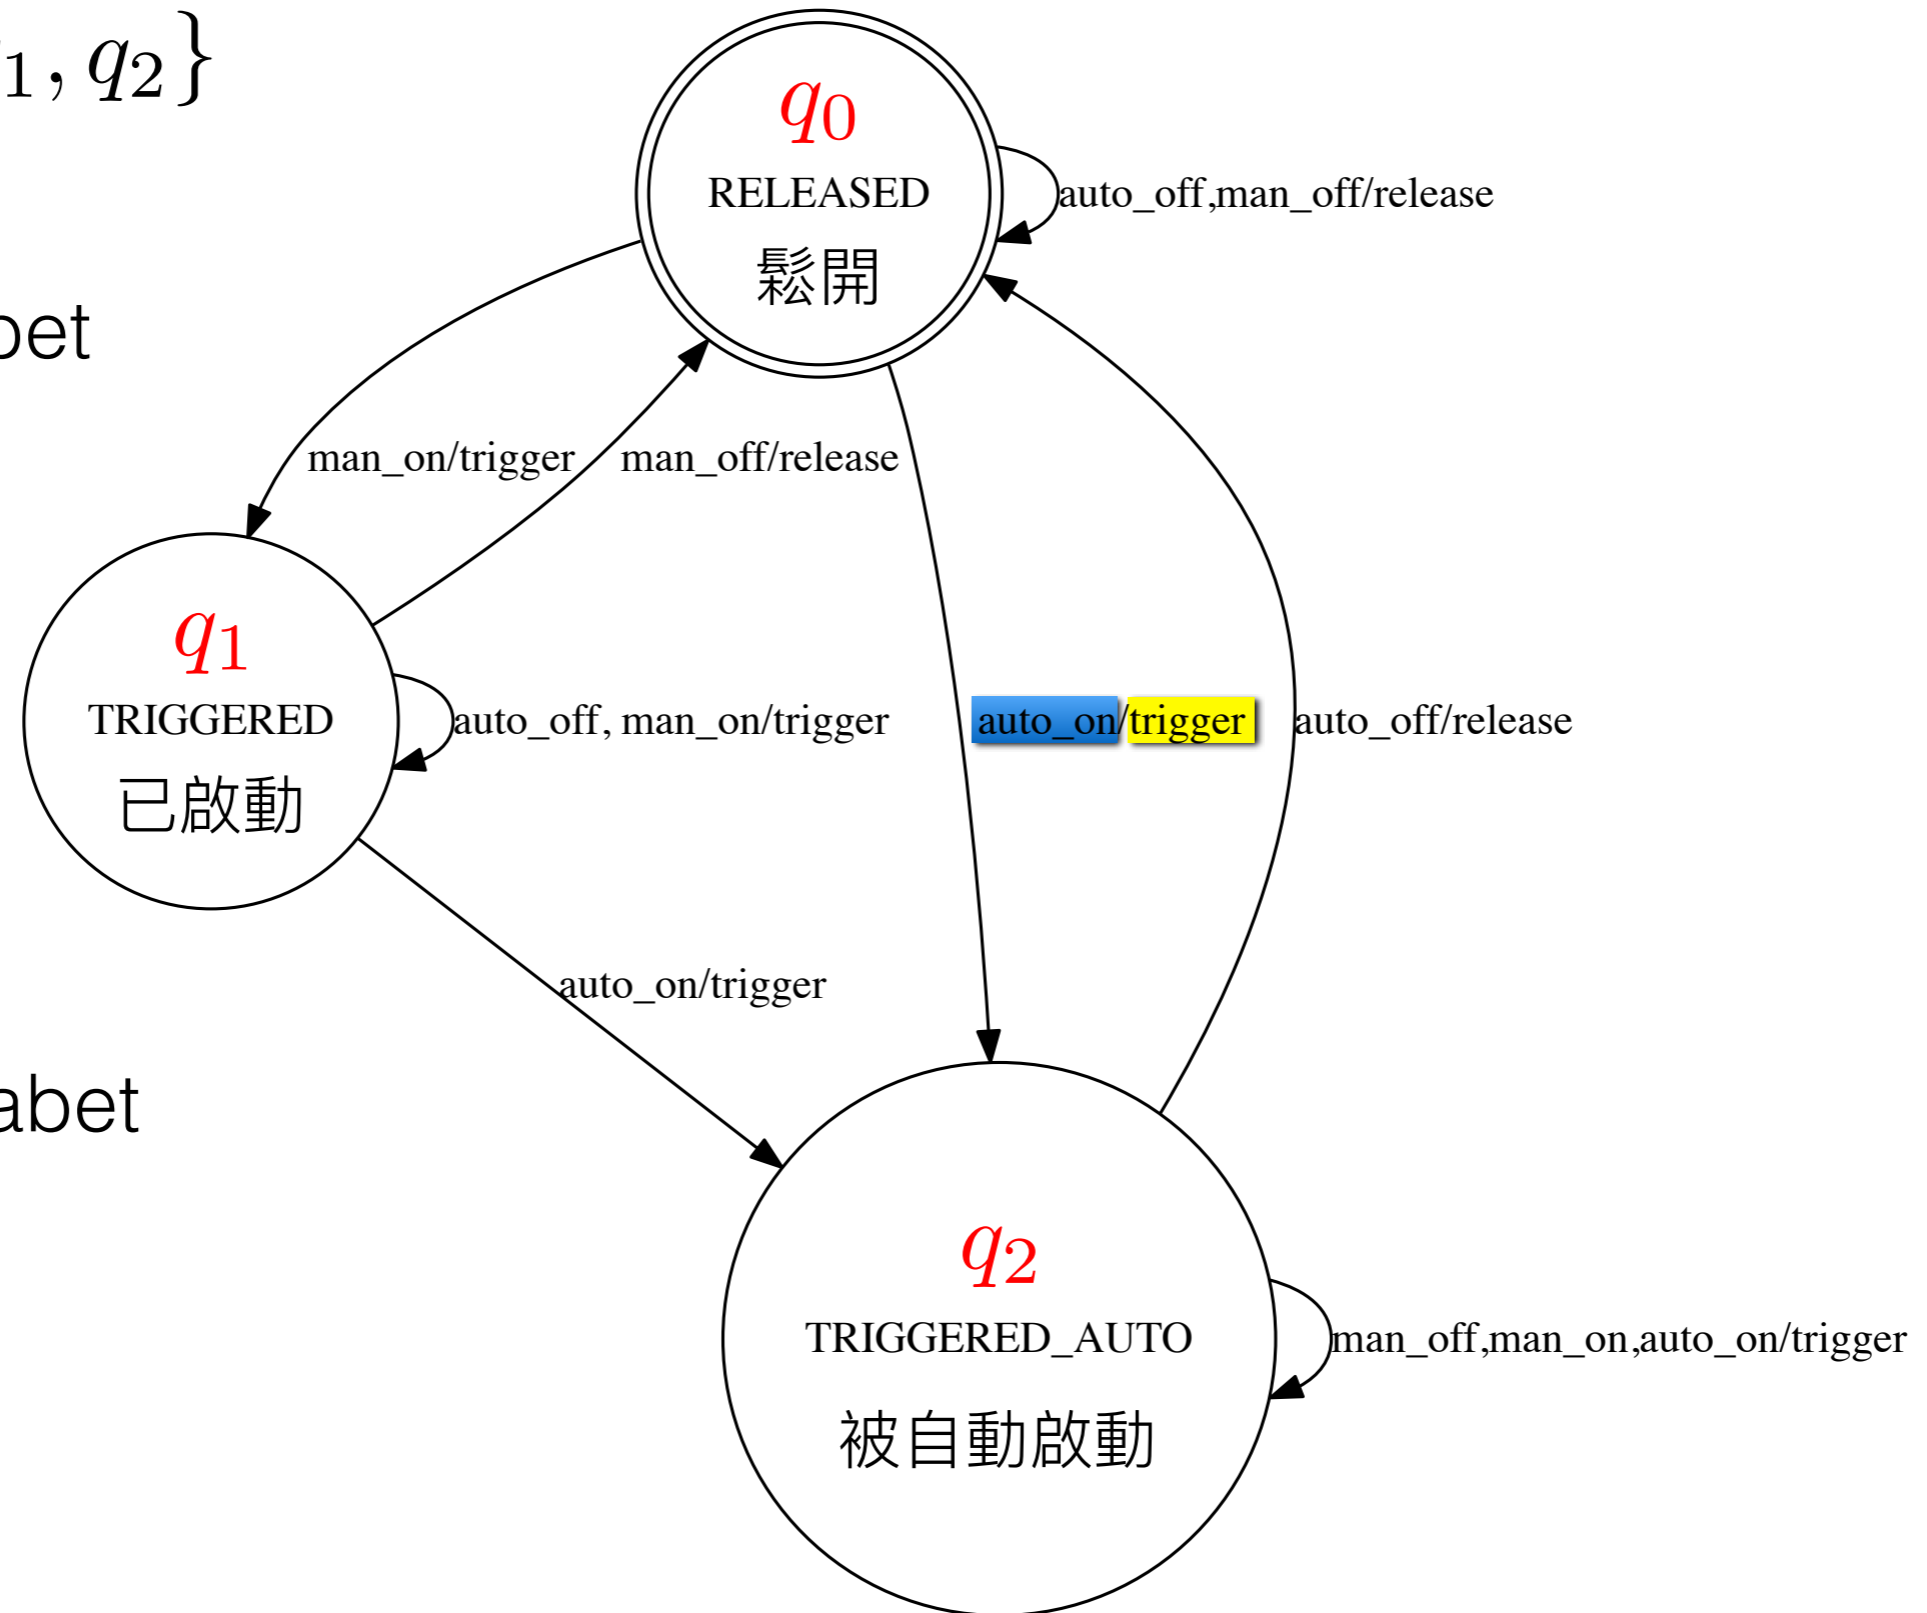 1, q2}
q0
RELEASED
鬆開
auto_off,man_off/release
bet
man_on/trigger
man_off/release
q1
TRIGGERED
已啟動
auto_off, man_on/trigger
auto_on/trigger
auto_off/release
auto_on/trigger
abet
q2
TRIGGERED_AUTO
被自動啟動
man_off,man_on,auto_on/trigger